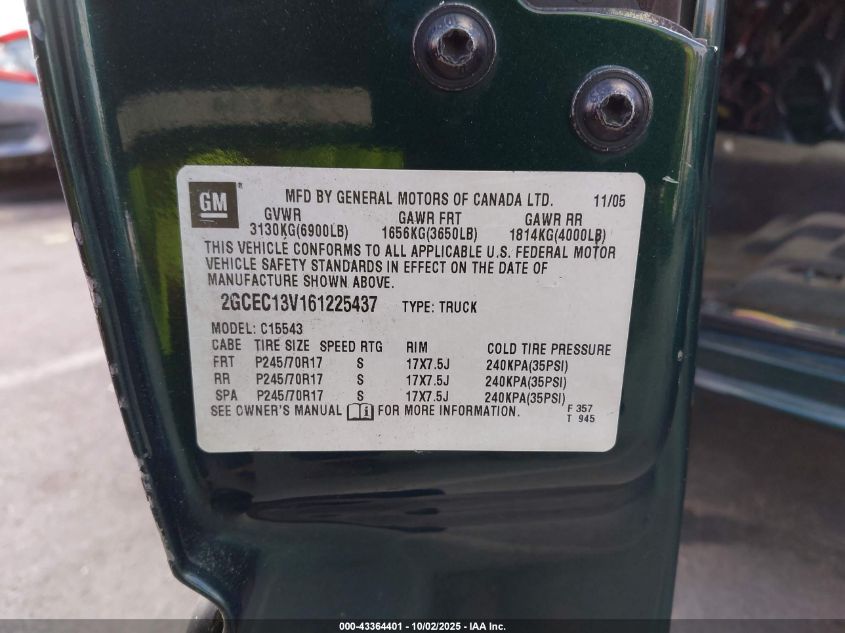 GM MFD BY GENERAL MOTORS OF CANADA LTD. 11/05
GVWR GAWR FRT GAWR RR
3130KG(6900LB) 1656KG(3650LB) 1814KG(4000LB)
THIS VEHICLE CONFORMS TO ALL APPLICABLE U.S. FEDERAL MOTOR
VEHICLE SAFETY STANDARDS IN EFFECT ON THE DATE OF
MANUFACTURE SHOWN ABOVE.
2GCEC13V161225437 TYPE: TRUCK
MODEL: C15543
CABE TIRE SIZE SPEED RTG RIM COLD TIRE PRESSURE
FRT P245/70R17 S 17X7.5J 240KPA(35PSI)
RR P245/70R17 S 17X7.5J 240KPA(35PSI)
SPA P245/70R17 S 17X7.5J 240KPA(35PSI)
SEE OWNER'S MANUAL i FOR MORE INFORMATION. F 357
T 945
000-43364401 - 10/02/2025 - IAA Inc.